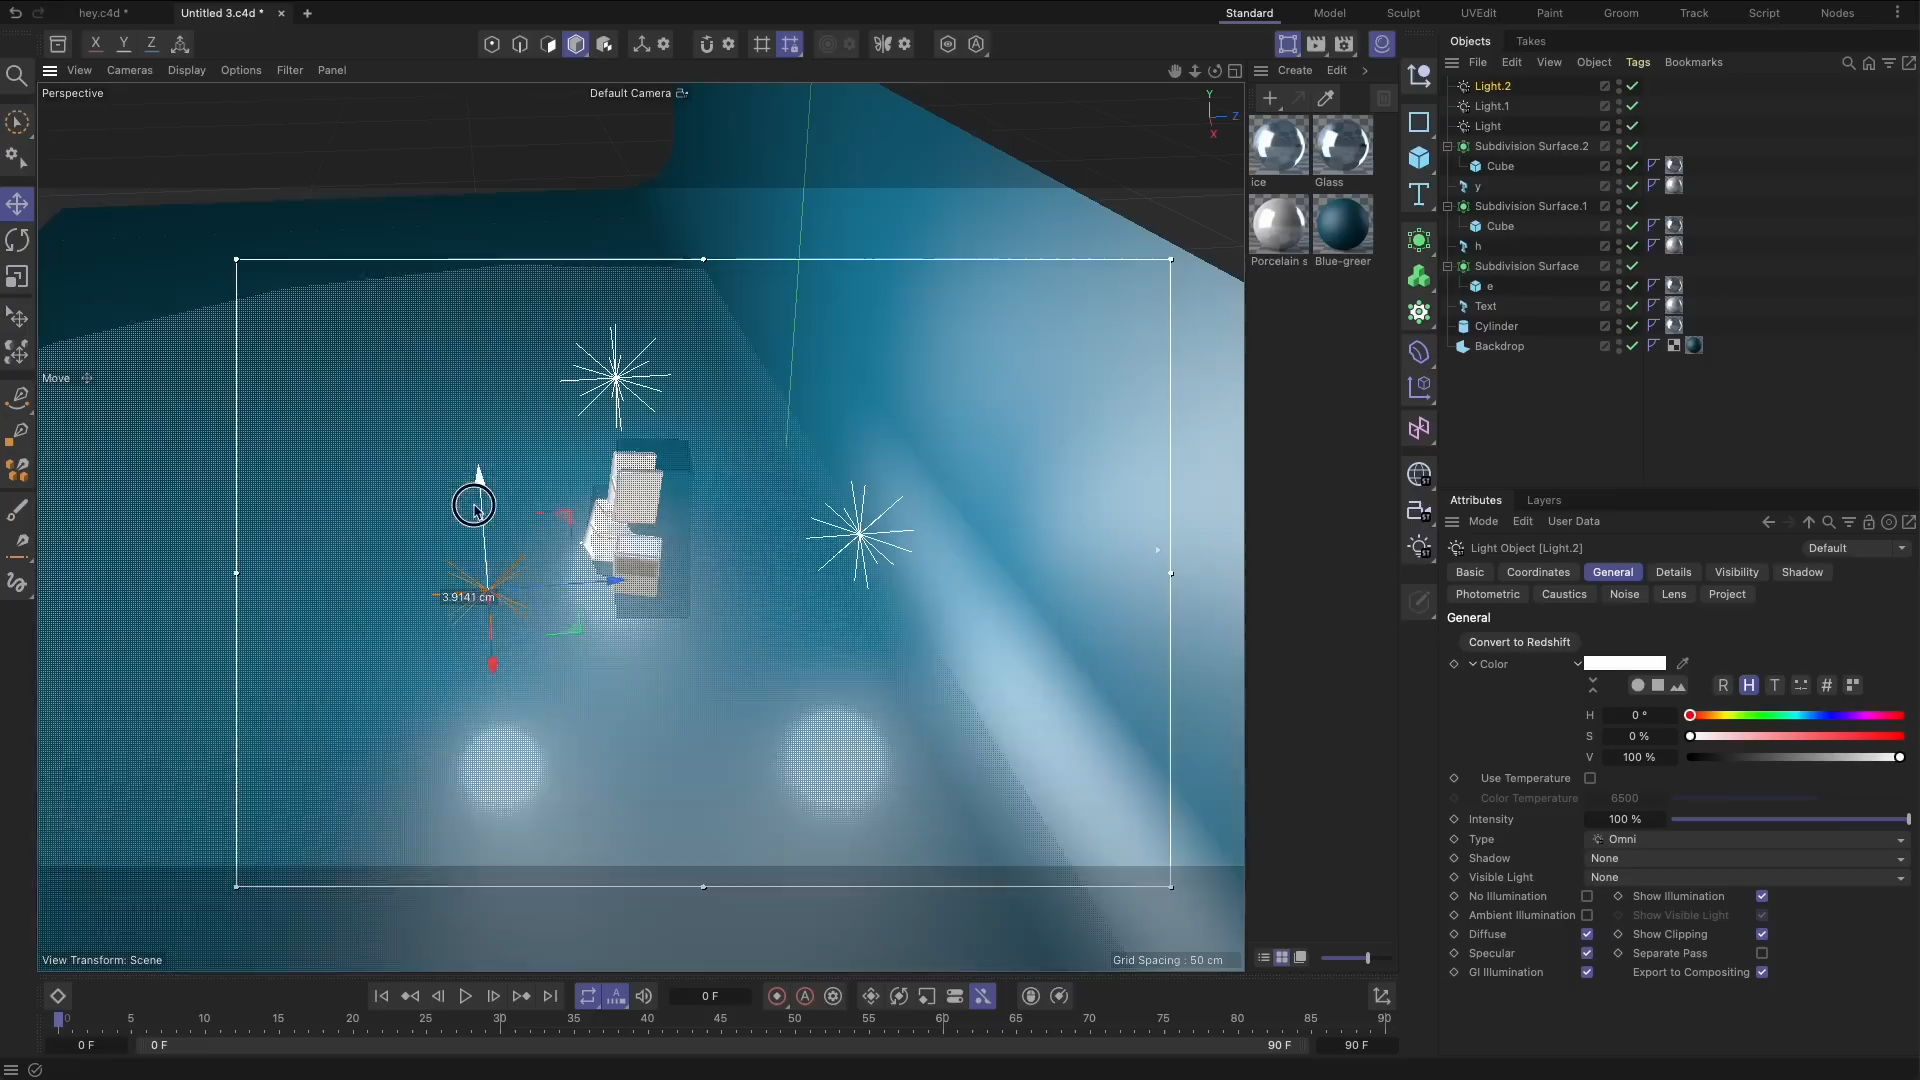 hey.c4d *
Untitled 3.c4d *
Standard
Model
Sculpt
UVEdit
Paint
Groom
Track
Script
Nodes
X
Y
Z
View
Cameras
Display
Options
Filter
Panel
Create
Edit
Perspective
Default Camera
Y
Z
X
Move
3.9141 cm
View Transform: Scene
Grid Spacing : 50 cm
ice
Glass
Porcelain s
Blue-greer
Objects
Takes
File
Edit
View
Object
Tags
Bookmarks
Light.2
Light.1
Light
Subdivision Surface.2
Cube
y
Subdivision Surface.1
Cube
h
Subdivision Surface
e
Text
Cylinder
Backdrop
Attributes
Layers
Mode
Edit
User Data
Light Object [Light.2]
Default
Basic
Coordinates
General
Details
Visibility
Shadow
Photometric
Caustics
Noise
Lens
Project
General
Convert to Redshift
Color
R
H
T
#
H
0 °
S
0 %
V
100 %
Use Temperature
Color Temperature
6500
Intensity
100 %
Type
Omni
Shadow
None
Visible Light
None
No Illumination
Show Illumination
Ambient Illumination
Show Visible Light
Diffuse
Show Clipping
Specular
Separate Pass
GI Illumination
Export to Compositing
0 F
0
5
10
15
20
25
30
35
40
45
50
55
60
65
70
75
80
85
90
0 F
0 F
90 F
90 F